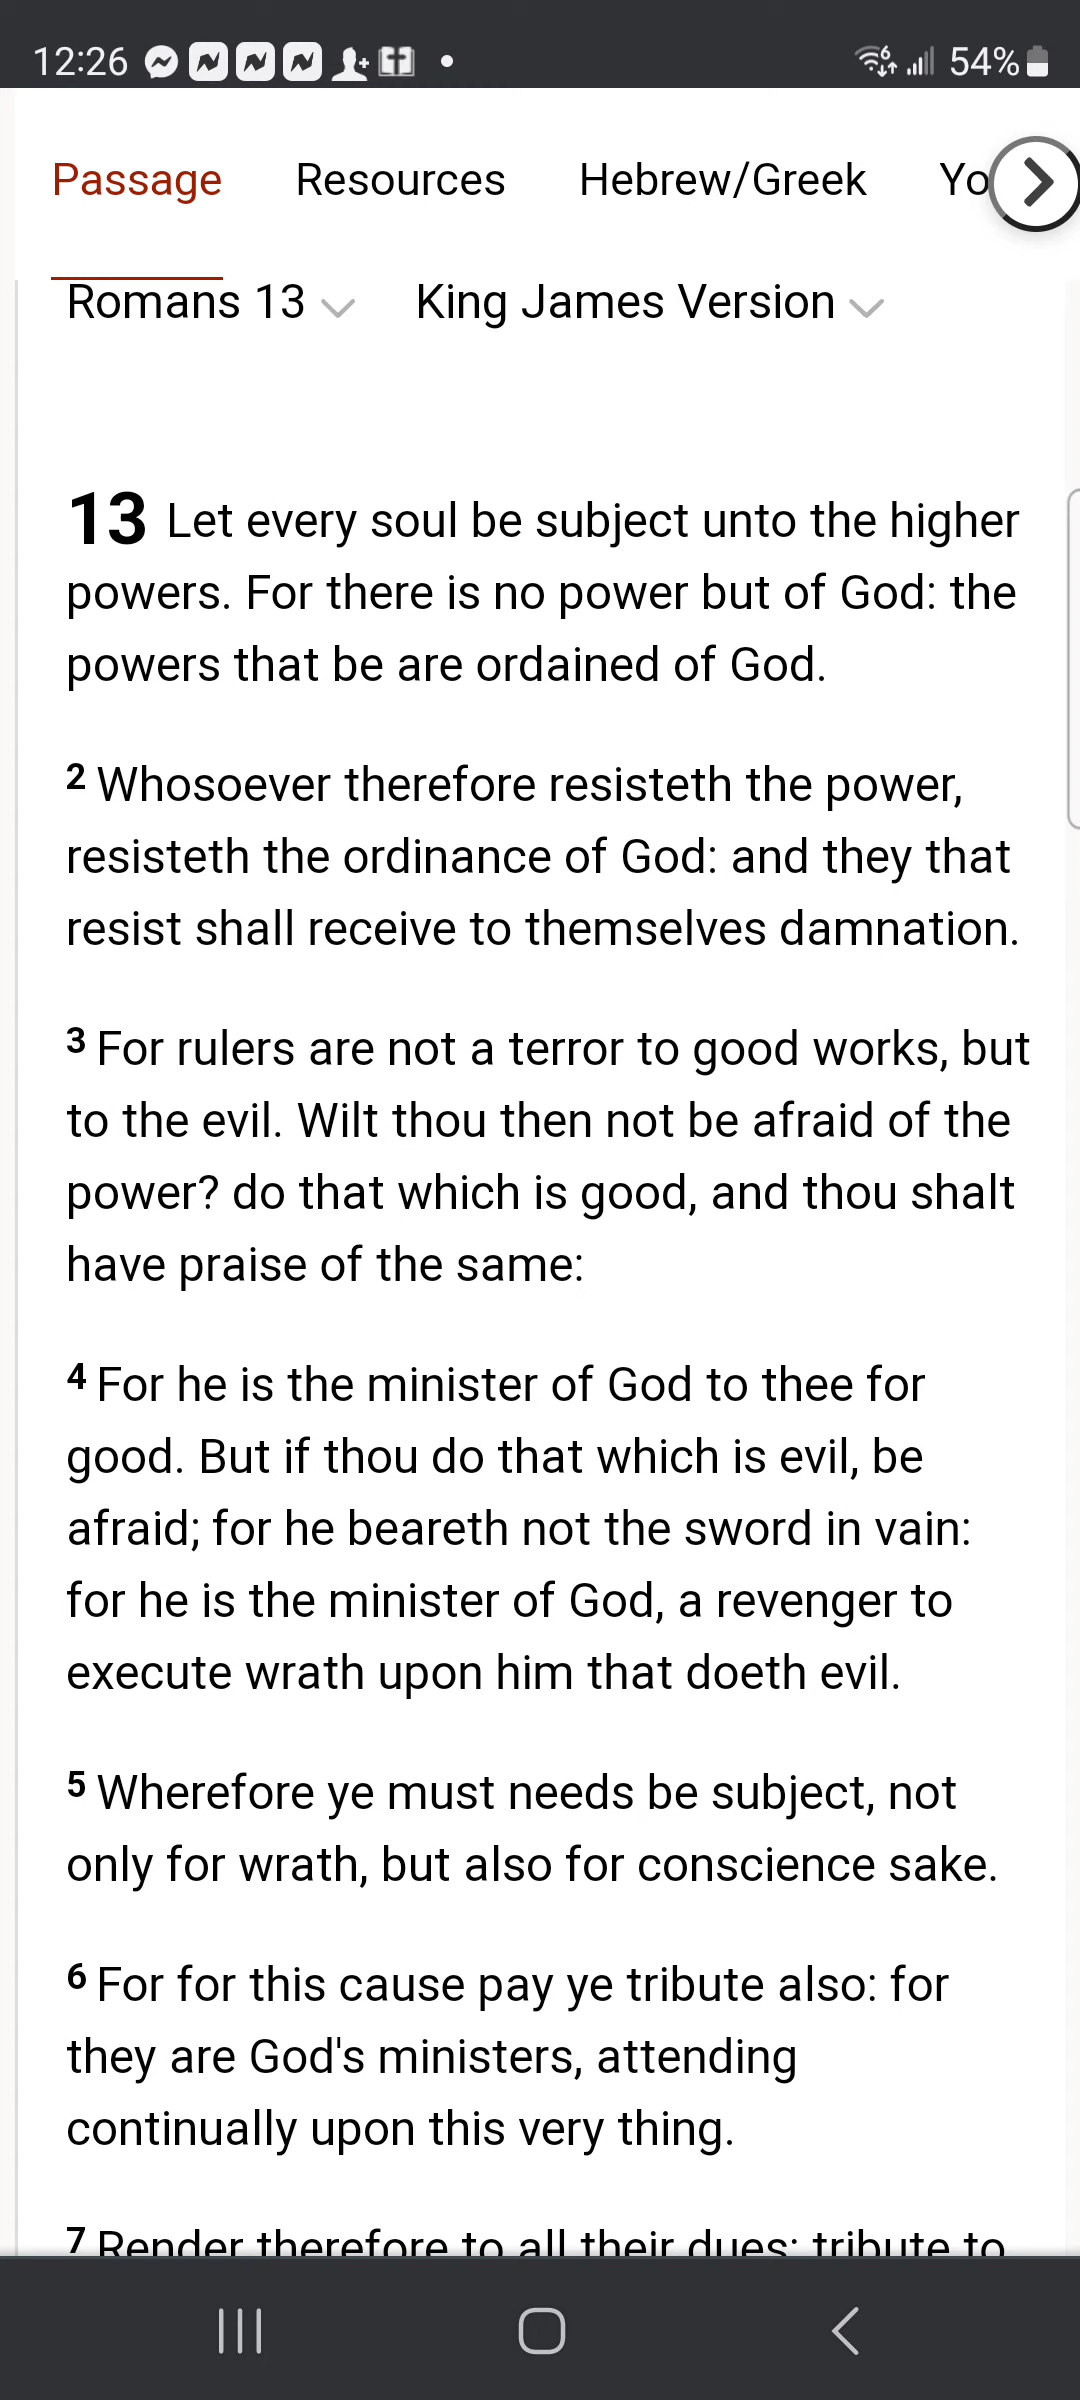 12:26
54%
Passage Resources Hebrew/Greek Yo
Romans 13 King James Version
13 Let every soul be subject unto the higher
powers. For there is no power but of God: the
powers that be are ordained of God.
2 Whosoever therefore resisteth the power,
resisteth the ordinance of God: and they that
resist shall receive to themselves damnation.
3 For rulers are not a terror to good works, but
to the evil. Wilt thou then not be afraid of the
power? do that which is good, and thou shalt
have praise of the same:
4 For he is the minister of God to thee for
good. But if thou do that which is evil, be
afraid; for he beareth not the sword in vain:
for he is the minister of God, a revenger to
execute wrath upon him that doeth evil.
5 Wherefore ye must needs be subject, not
only for wrath, but also for conscience sake.
6 For for this cause pay ye tribute also: for
they are God's ministers, attending
continually upon this very thing.
7 Render therefore to all their dues: tribute to